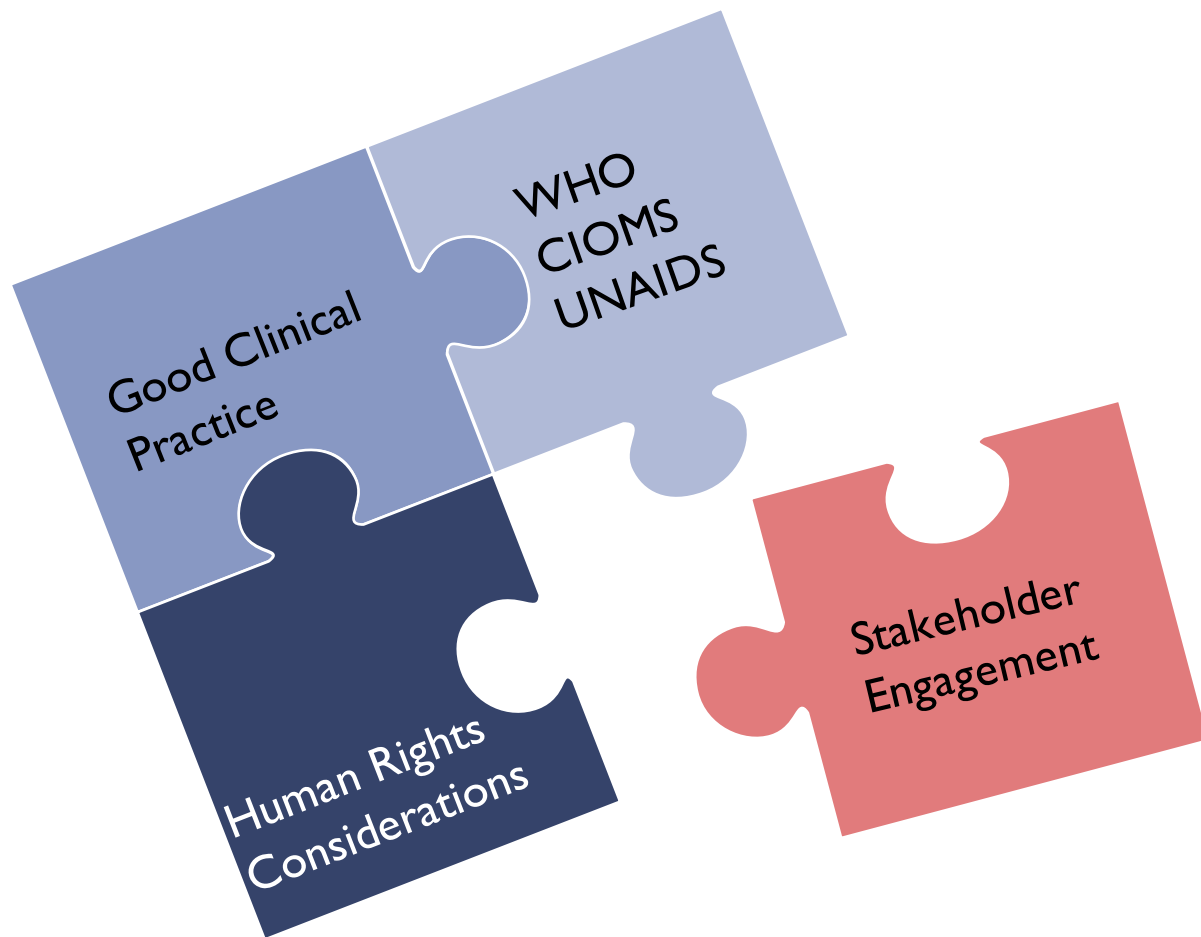 WHO
CIOMS
UNAIDS
Good Clinical
Practice
Stakeholder
Engagement
Human Rights
Considerations